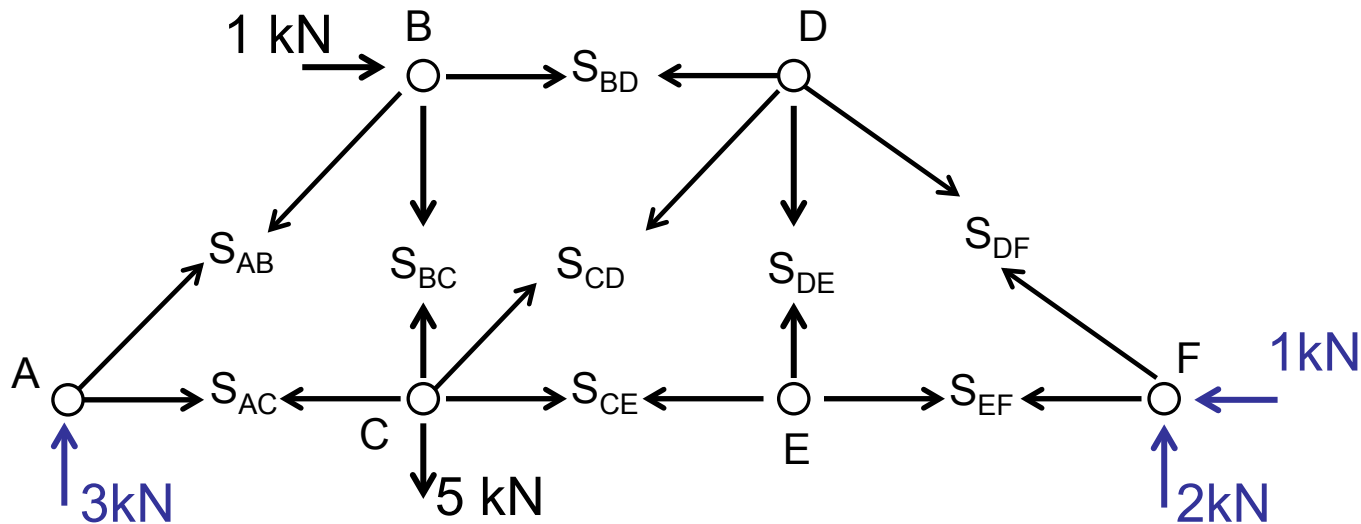 1 kN
B
D
S_BD
S_AB
S_BC
S_CD
S_DE
S_DF
A
S_AC
C
S_CE
E
S_EF
F
1kN
3kN
5 kN
2kN